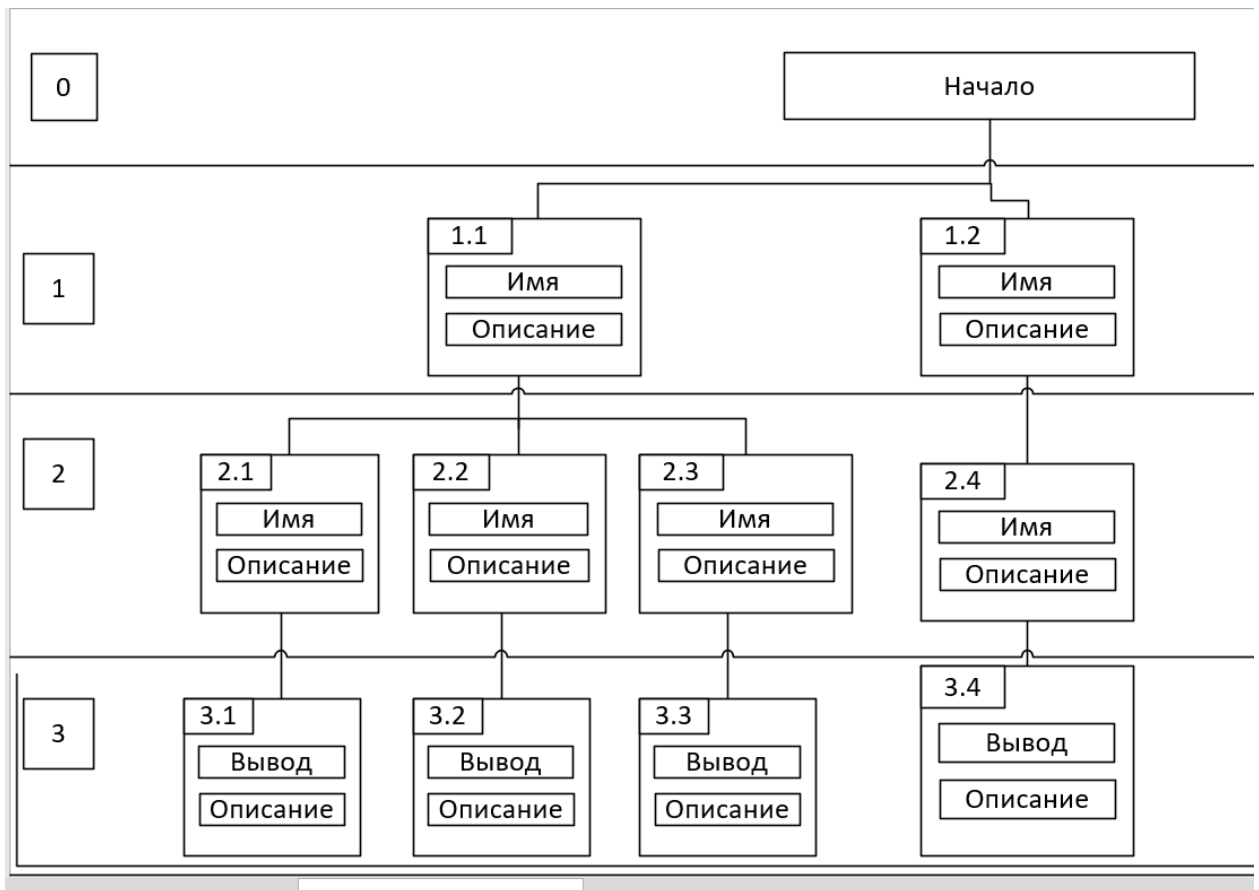 0
Начало
1
1.1
Имя
Описание
1.2
Имя
Описание
2
2.1
Имя
Описание
2.2
Имя
Описание
2.3
Имя
Описание
2.4
Имя
Описание
3
3.1
Вывод
Описание
3.2
Вывод
Описание
3.3
Вывод
Описание
3.4
Вывод
Описание